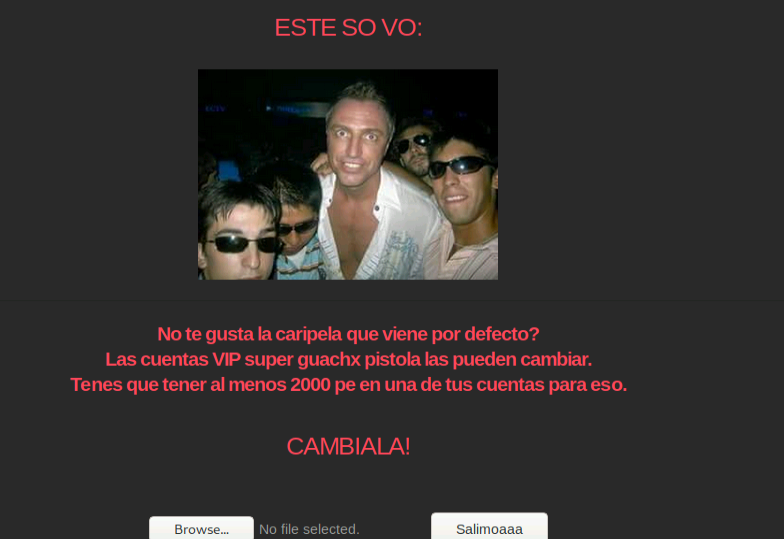 ESTE SO VO:
No te gusta la caripela que viene por defecto?
Las cuentas VIP super guachx pistola las pueden cambiar.
Tenes que tener al menos 2000 pe en una de tus cuentas para eso.
CAMBIALA!
Browse... No file selected. Salimoaaa